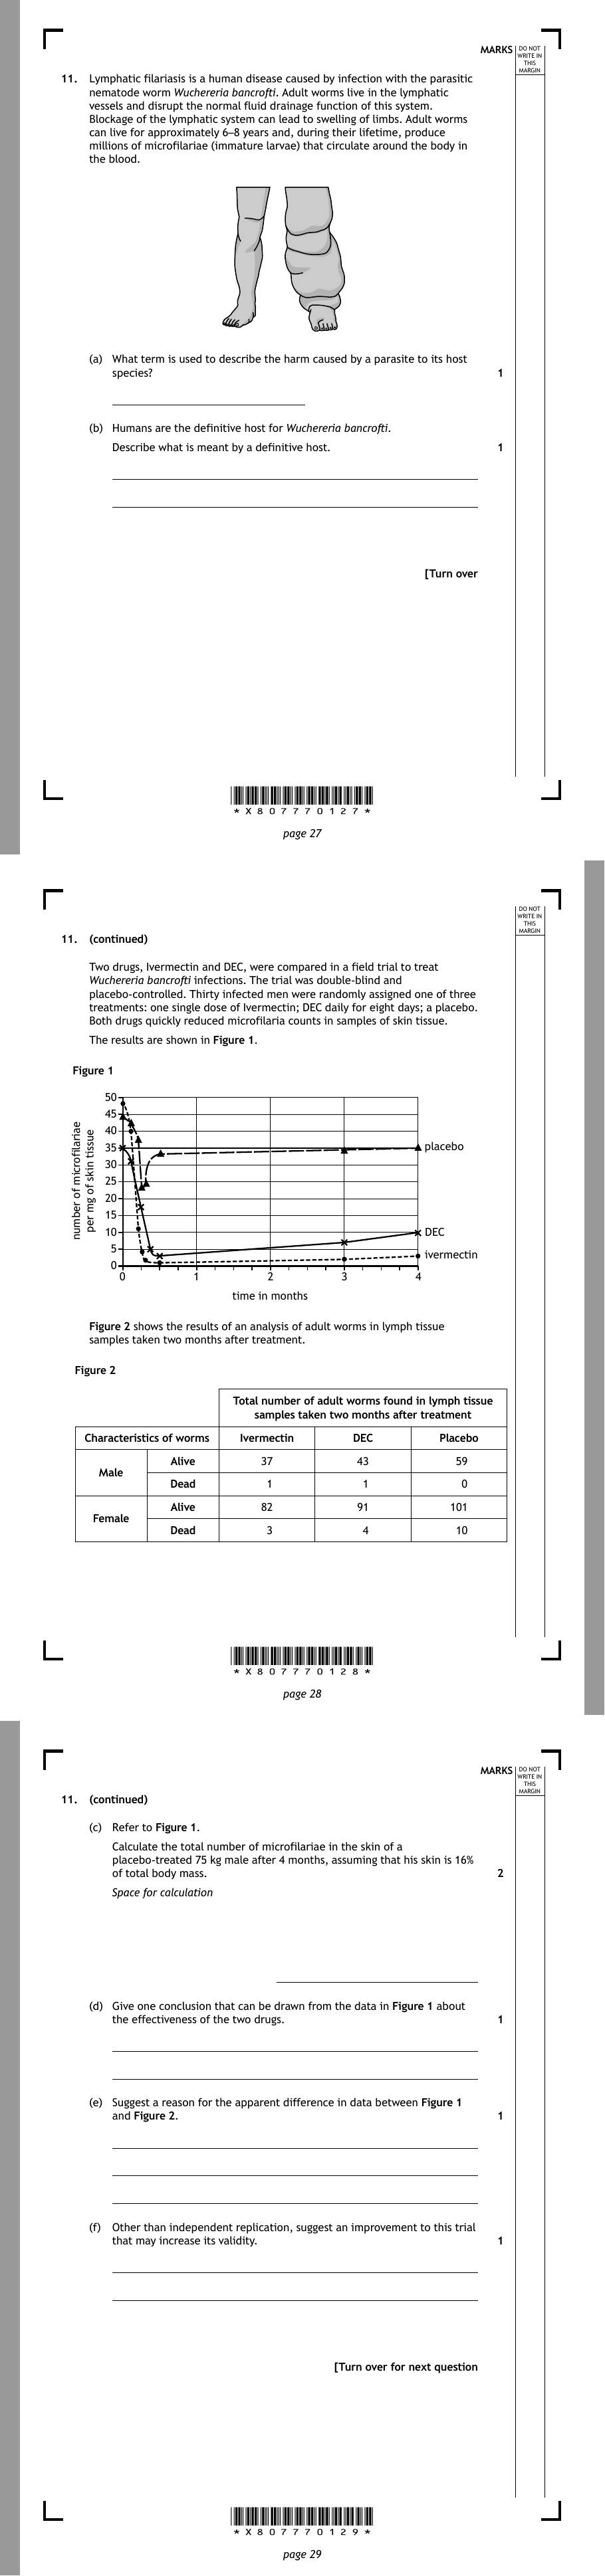 MARKS
DO NOT
WRITE IN
THIS
MARGIN
11. Lymphatic filariasis is a human disease caused by infection with the parasitic
nematode worm Wuchereria bancrofti. Adult worms live in the lymphatic
vessels and disrupt the normal fluid drainage function of this system.
Blockage of the lymphatic system can lead to swelling of limbs. Adult worms
can live for approximately 6–8 years and, during their lifetime, produce
millions of microfilariae (immature larvae) that circulate around the body in
the blood.
(a) What term is used to describe the harm caused by a parasite to its host
species? 1
(b) Humans are the definitive host for Wuchereria bancrofti.
Describe what is meant by a definitive host. 1
[Turn over
* X 8 0 7 7 7 0 1 2 7 *
page 27
DO NOT
WRITE IN
THIS
MARGIN
11. (continued)
Two drugs, Ivermectin and DEC, were compared in a field trial to treat
Wuchereria bancrofti infections. The trial was double-blind and
placebo-controlled. Thirty infected men were randomly assigned one of three
treatments: one single dose of Ivermectin; DEC daily for eight days; a placebo.
Both drugs quickly reduced microfilaria counts in samples of skin tissue.
The results are shown in Figure 1.
Figure 1
number of microfilariae
per mg of skin tissue
50
45
40
35
30
25
20
15
10
5
0
placebo
DEC
ivermectin
0 1 2 3 4
time in months
Figure 2 shows the results of an analysis of adult worms in lymph tissue
samples taken two months after treatment.
Figure 2
Total number of adult worms found in lymph tissue
samples taken two months after treatment
Characteristics of worms Ivermectin DEC Placebo
Male Alive 37 43 59
Dead 1 1 0
Female Alive 82 91 101
Dead 3 4 10
* X 8 0 7 7 7 0 1 2 8 *
page 28
MARKS
DO NOT
WRITE IN
THIS
MARGIN
11. (continued)
(c) Refer to Figure 1.
Calculate the total number of microfilariae in the skin of a
placebo-treated 75 kg male after 4 months, assuming that his skin is 16%
of total body mass. 2
Space for calculation
(d) Give one conclusion that can be drawn from the data in Figure 1 about
the effectiveness of the two drugs. 1
(e) Suggest a reason for the apparent difference in data between Figure 1
and Figure 2. 1
(f) Other than independent replication, suggest an improvement to this trial
that may increase its validity. 1
[Turn over for next question
* X 8 0 7 7 7 0 1 2 9 *
page 29